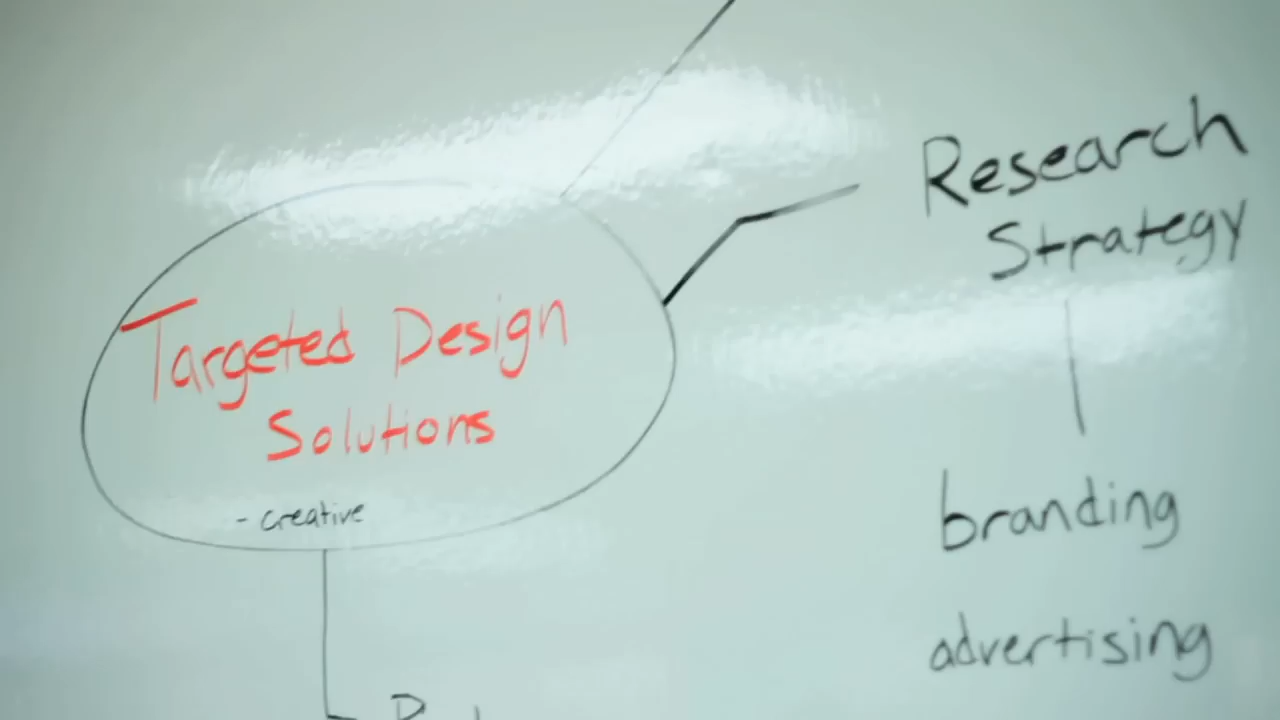 Research
Strategy
Targeted Design
Solutions
- creative
branding
advertising